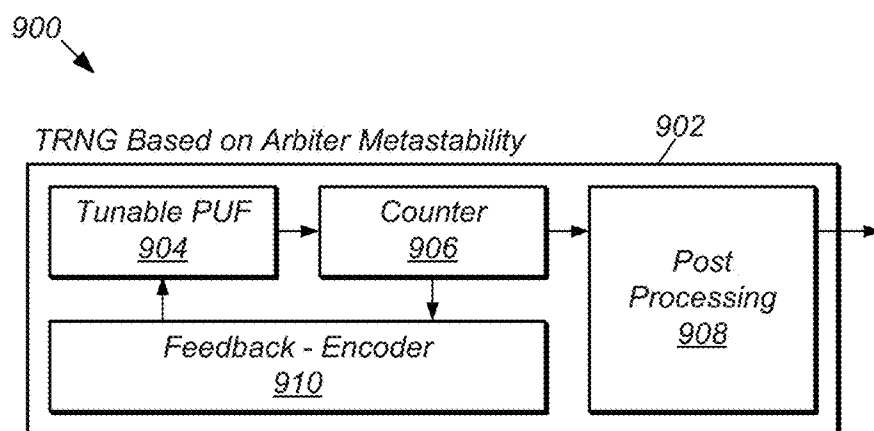 900
TRNG Based on Arbiter Metastability
902
Tunable PUF
904
Counter
906
Post
Processing
908
Feedback - Encoder
910